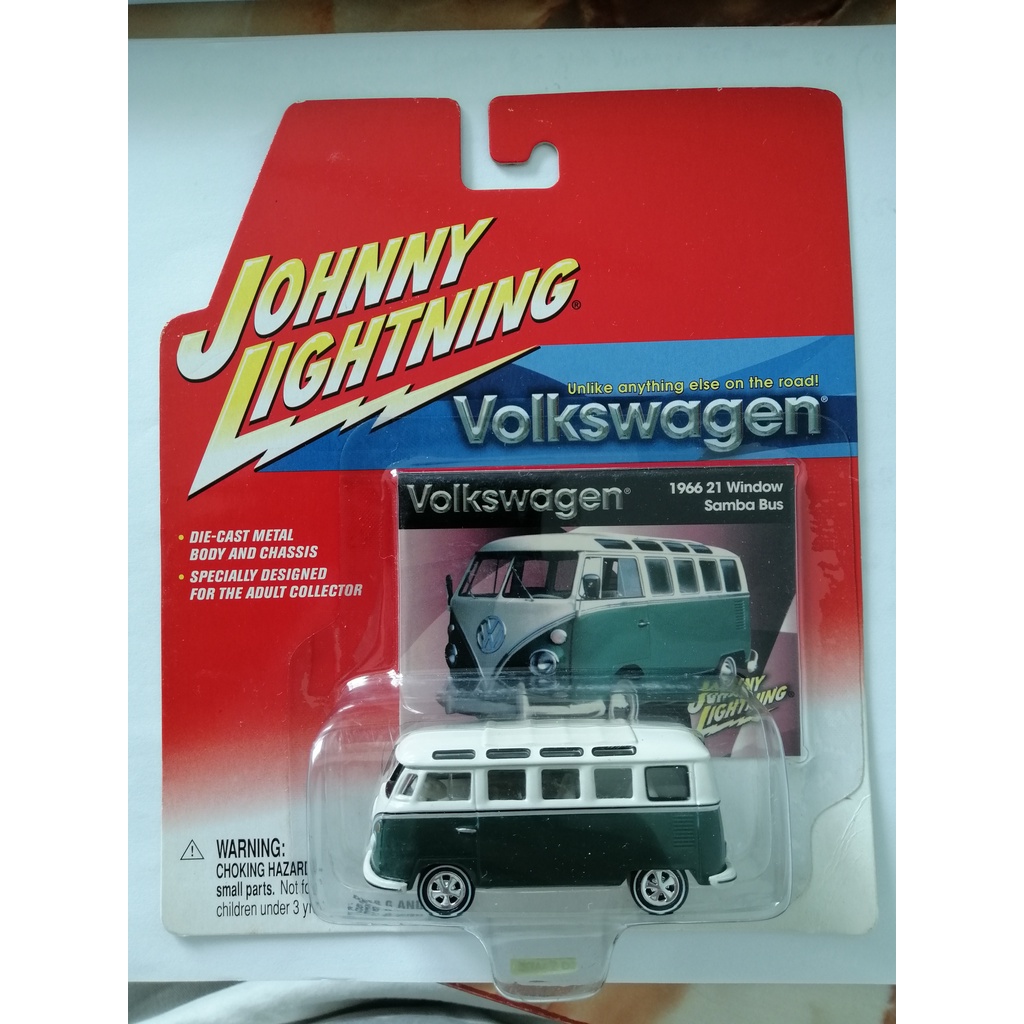 JOHNNY
LIGHTNING®
Unlike anything else on the road!
Volkswagen®
Volkswagen®
1966 21 Window
Samba Bus
• DIE-CAST METAL
BODY AND CHASSIS
• SPECIALLY DESIGNED
FOR THE ADULT COLLECTOR
JOHNNY
LIGHTNING
WARNING:
CHOKING HAZARD
small parts. Not fo
children under 3 y